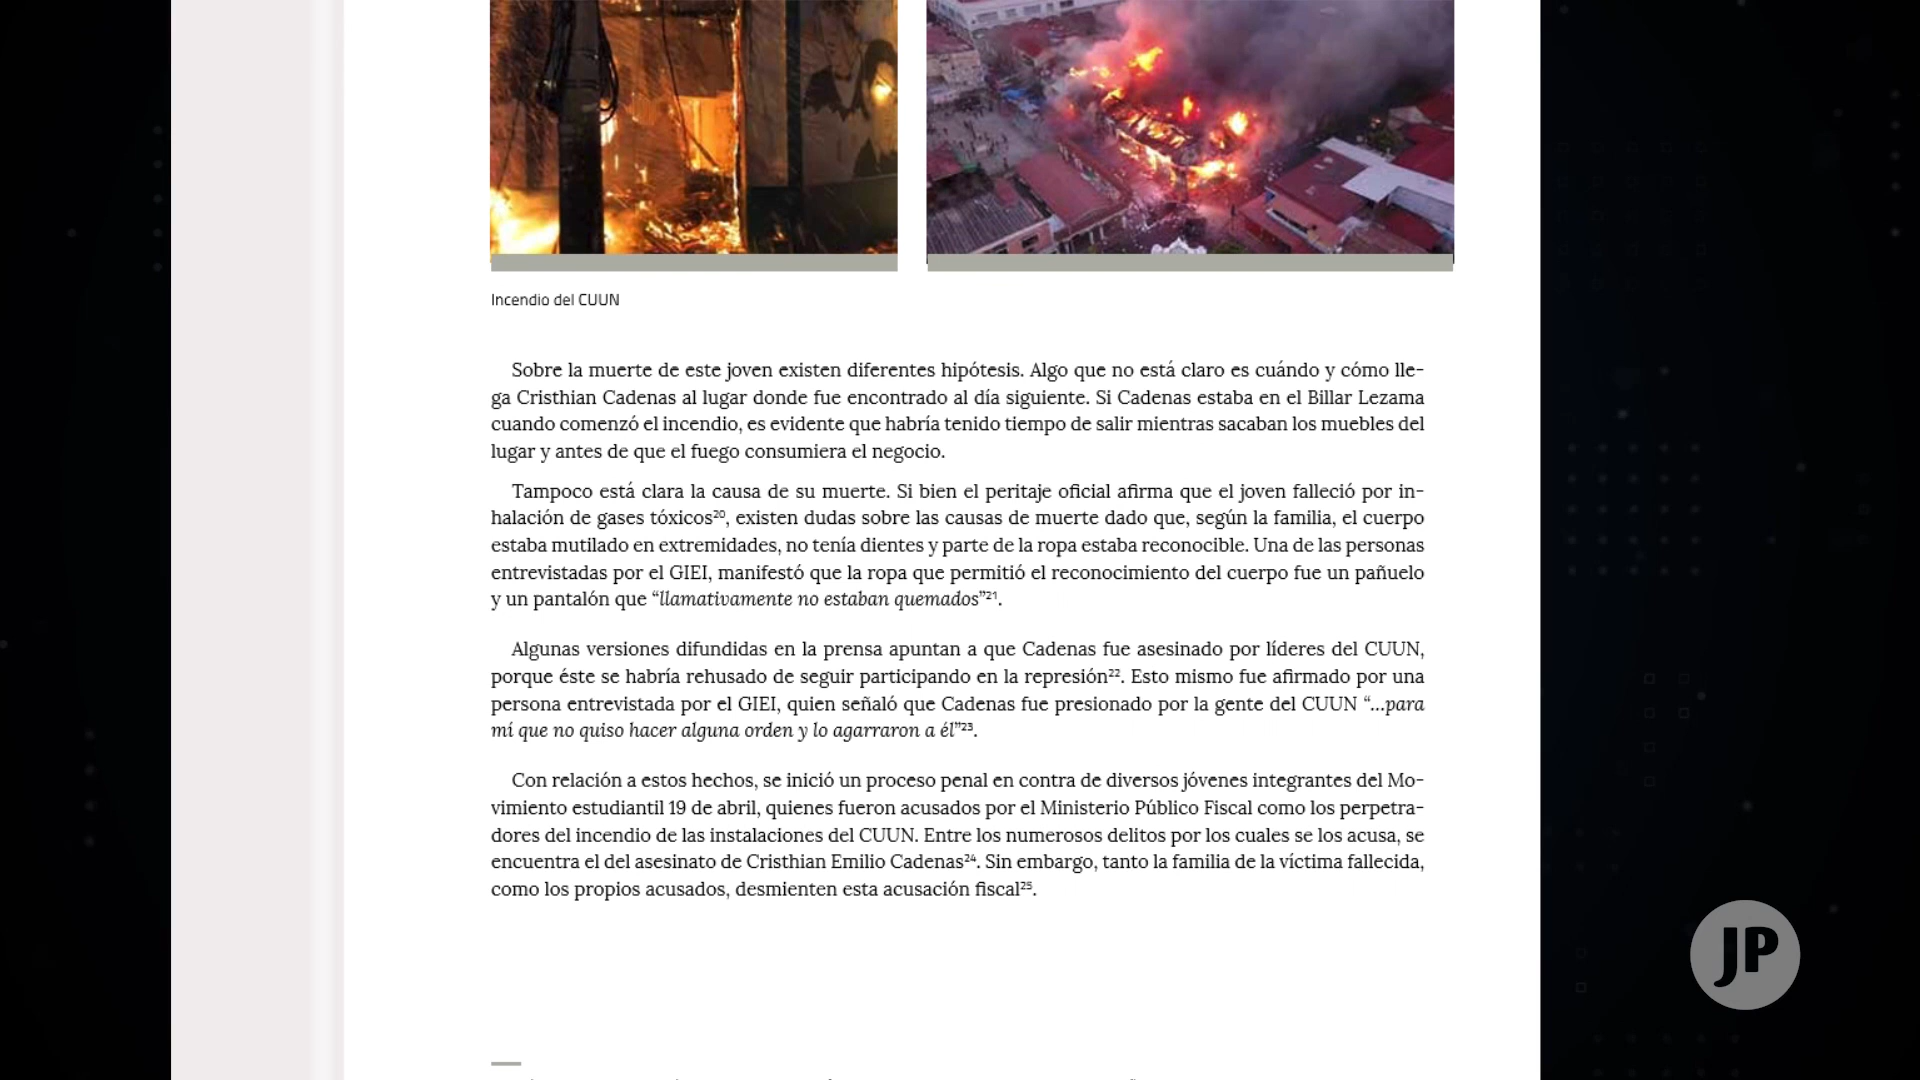 Incendio del CUUN
Sobre la muerte de este joven existen diferentes hipótesis. Algo que no está claro es cuándo y cómo lle-
ga Cristhian Cadenas al lugar donde fue encontrado al día siguiente. Si Cadenas estaba en el Billar Lezama
cuando comenzó el incendio, es evidente que habría tenido tiempo de salir mientras sacaban los muebles del
lugar y antes de que el fuego consumiera el negocio.
Tampoco está clara la causa de su muerte. Si bien el peritaje oficial afirma que el joven falleció por in-
halación de gases tóxicos²⁰, existen dudas sobre las causas de muerte dado que, según la familia, el cuerpo
estaba mutilado en extremidades, no tenía dientes y parte de la ropa estaba reconocible. Una de las personas
entrevistadas por el GIEI, manifestó que la ropa que permitió el reconocimiento del cuerpo fue un pañuelo
y un pantalón que “llamativamente no estaban quemados”²¹.
Algunas versiones difundidas en la prensa apuntan a que Cadenas fue asesinado por líderes del CUUN,
porque éste se habría rehusado de seguir participando en la represión²². Esto mismo fue afirmado por una
persona entrevistada por el GIEI, quien señaló que Cadenas fue presionado por la gente del CUUN “...para
mí que no quiso hacer alguna orden y lo agarraron a él”²³.
Con relación a estos hechos, se inició un proceso penal en contra de diversos jóvenes integrantes del Mo-
vimiento estudiantil 19 de abril, quienes fueron acusados por el Ministerio Público Fiscal como los perpetra-
dores del incendio de las instalaciones del CUUN. Entre los numerosos delitos por los cuales se los acusa, se
encuentra el del asesinato de Cristhian Emilio Cadenas²⁴. Sin embargo, tanto la familia de la víctima fallecida,
como los propios acusados, desmienten esta acusación fiscal²⁵.
JP